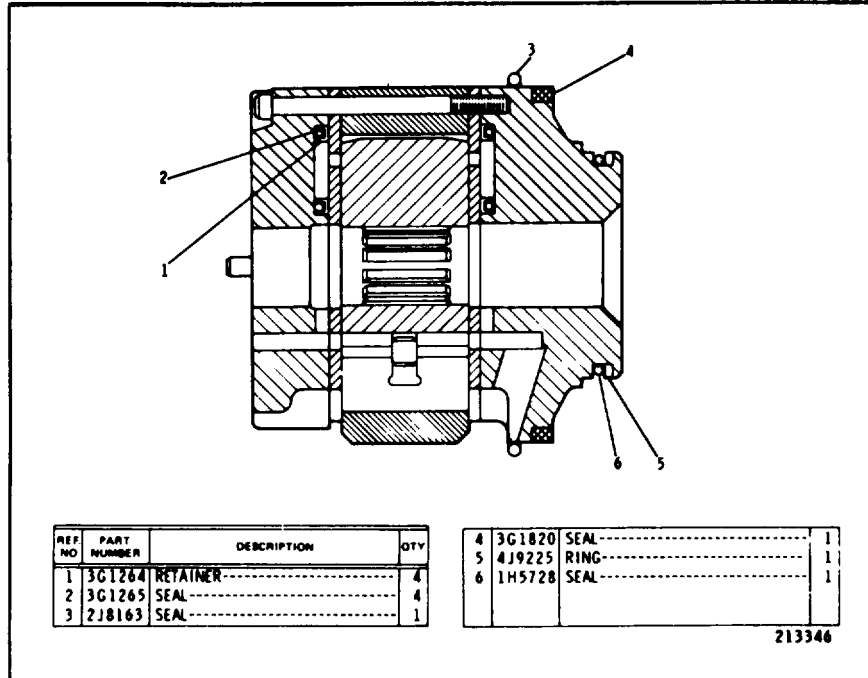 3
4
2
1
6
5
REF. NO PART NUMBER DESCRIPTION QTY
1 3G1264 RETAINER 4
2 3G1265 SEAL 4
3 2J8163 SEAL 1
4 3G1820 SEAL 1
5 4J9225 RING 1
6 1H5728 SEAL 1
213346